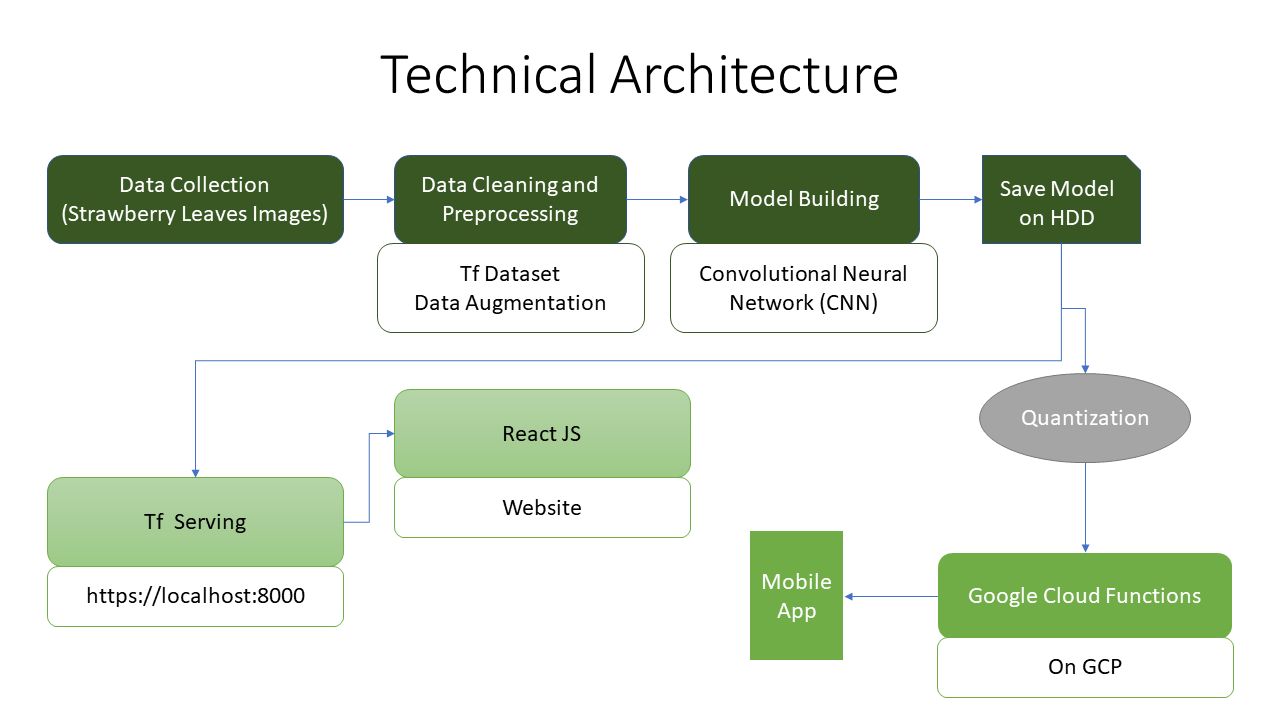 Technical Architecture
Data Collection
(Strawberry Leaves Images)
Data Cleaning and
Preprocessing
Model Building
Save Model
on HDD
Tf Dataset
Data Augmentation
Convolutional Neural
Network (CNN)
Quantization
React JS
Website
Tf  Serving
https://localhost:8000
Mobile
App
Google Cloud Functions
On GCP